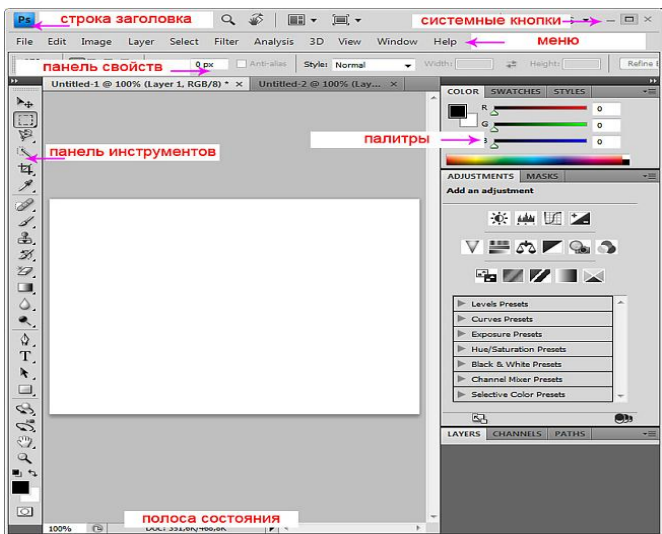 Ps строка заголовка системные кнопки
File Edit Image Layer Select Filter Analysis 3D View Window Help меню
панель свойств 0 px Anti-alias Style: Normal Width: Height: Refine E
Untitled-1 @ 100% (Layer 1, RGB/8) * × Untitled-2 @ 100% (Lay... ×
COLOR SWATCHES STYLES
R 0
G 0
палитры B 0
панель инструментов
ADJUSTMENTS MASKS
Add an adjustment
Levels Presets
Curves Presets
Exposure Presets
Hue/Saturation Presets
Black & White Presets
Channel Mixer Presets
Selective Color Presets
LAYERS CHANNELS PATHS
T
полоса состояния
100%